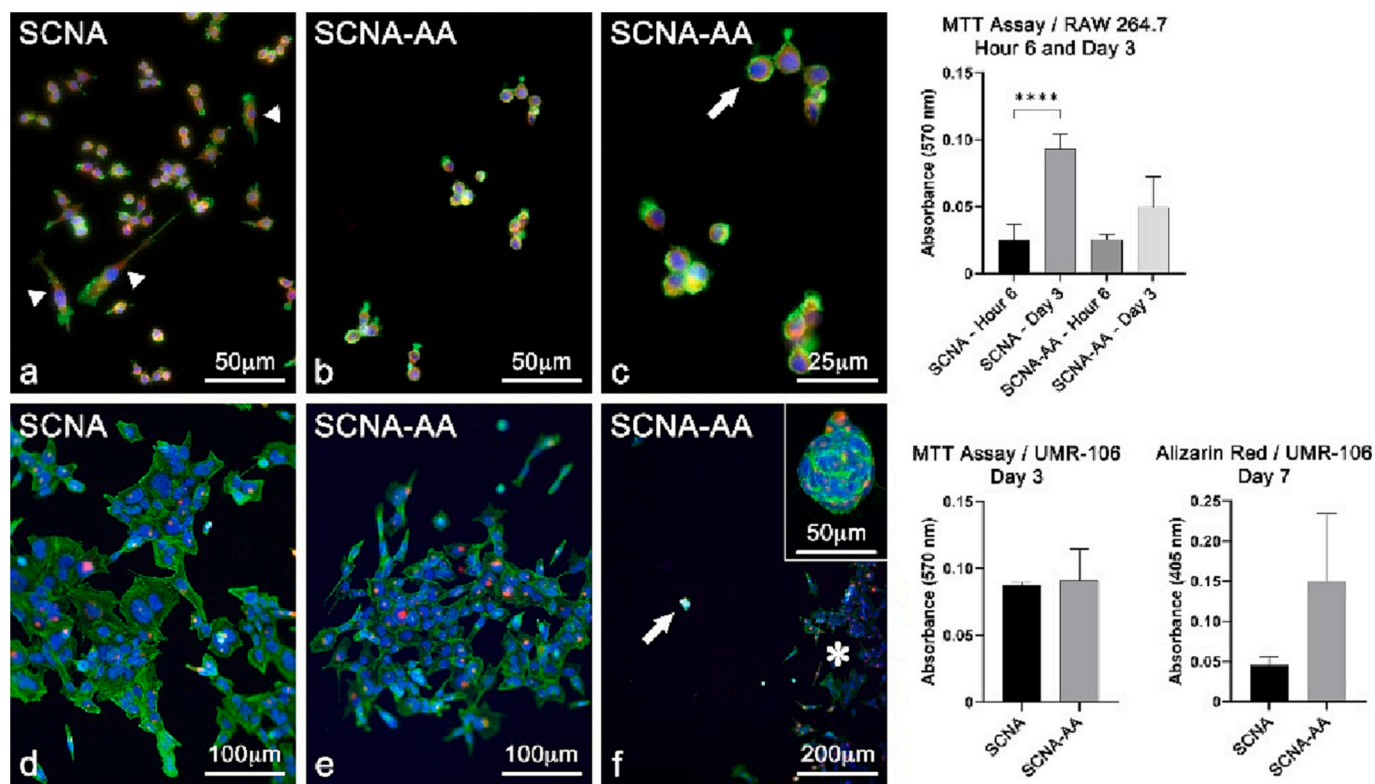 SCNA
SCNA-AA
SCNA-AA
a
50μm
b
50μm
c
25μm
MTT Assay / RAW 264.7
Hour 6 and Day 3
Absorbance (570 nm)
0.15
0.10
0.05
0
****
SCNA - Hour 6
SCNA - Day 3
SCNA-AA - Hour 6
SCNA-AA - Day 3
SCNA
SCNA-AA
SCNA-AA
50μm
*
d
100μm
e
100μm
f
200μm
MTT Assay / UMR-106
Day 3
Absorbance (570 nm)
0.15
0.10
0.05
0
SCNA
SCNA-AA
Alizarin Red / UMR-106
Day 7
Absorbance (405 nm)
0.25
0.20
0.15
0.10
0.05
0
SCNA
SCNA-AA